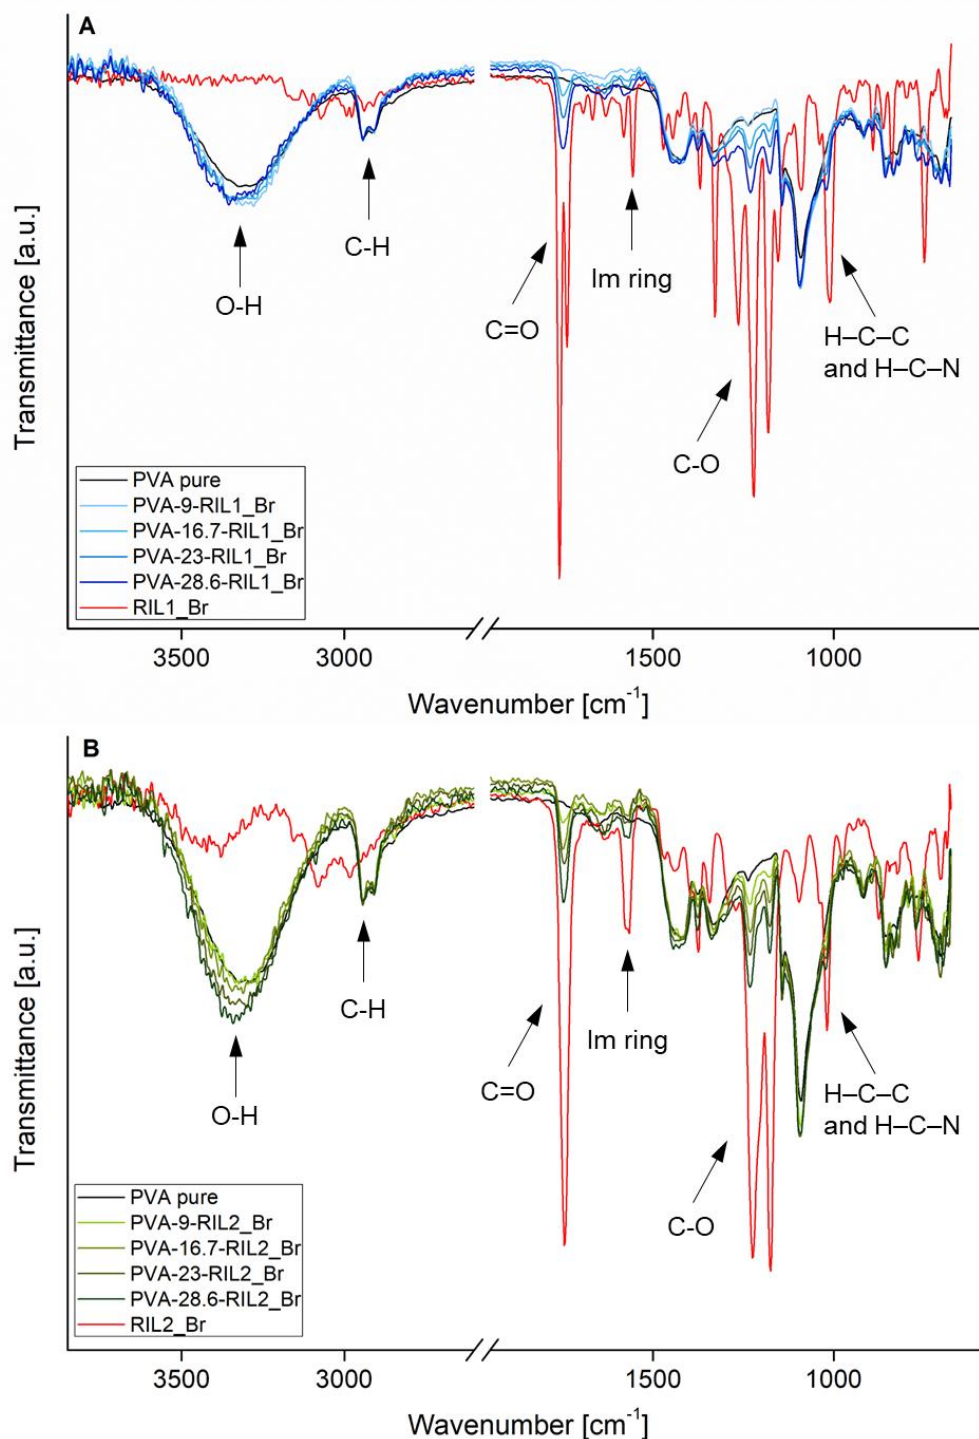 A
Transmittance [a.u.]
O-H
C-H
C=O
Im ring
C-O
H–C–C
and H–C–N
PVA pure
PVA-9-RIL1_Br
PVA-16.7-RIL1_Br
PVA-23-RIL1_Br
PVA-28.6-RIL1_Br
RIL1_Br
3500 3000 1500 1000
Wavenumber [cm⁻¹]
B
Transmittance [a.u.]
O-H
C-H
C=O
Im ring
C-O
H–C–C
and H–C–N
PVA pure
PVA-9-RIL2_Br
PVA-16.7-RIL2_Br
PVA-23-RIL2_Br
PVA-28.6-RIL2_Br
RIL2_Br
3500 3000 1500 1000
Wavenumber [cm⁻¹]